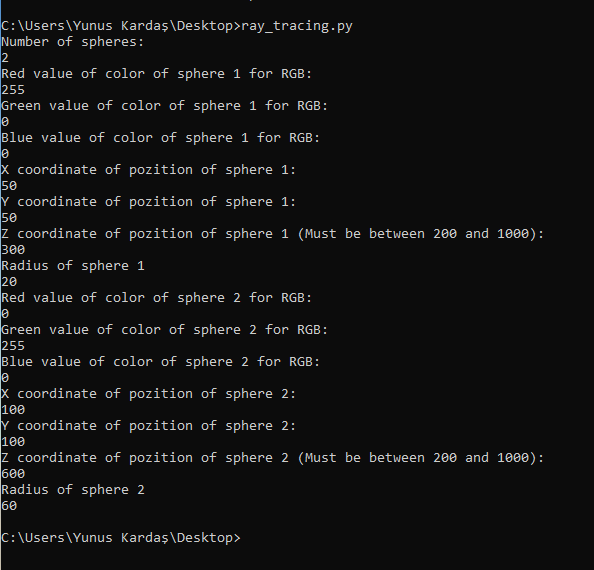 C:\Users\Yunus Kardaş\Desktop>ray_tracing.py
Number of spheres:
2
Red value of color of sphere 1 for RGB:
255
Green value of color of sphere 1 for RGB:
0
Blue value of color of sphere 1 for RGB:
0
X coordinate of pozition of sphere 1:
50
Y coordinate of pozition of sphere 1:
50
Z coordinate of pozition of sphere 1 (Must be between 200 and 1000):
300
Radius of sphere 1
20
Red value of color of sphere 2 for RGB:
0
Green value of color of sphere 2 for RGB:
255
Blue value of color of sphere 2 for RGB:
0
X coordinate of pozition of sphere 2:
100
Y coordinate of pozition of sphere 2:
100
Z coordinate of pozition of sphere 2 (Must be between 200 and 1000):
600
Radius of sphere 2
60
C:\Users\Yunus Kardaş\Desktop>